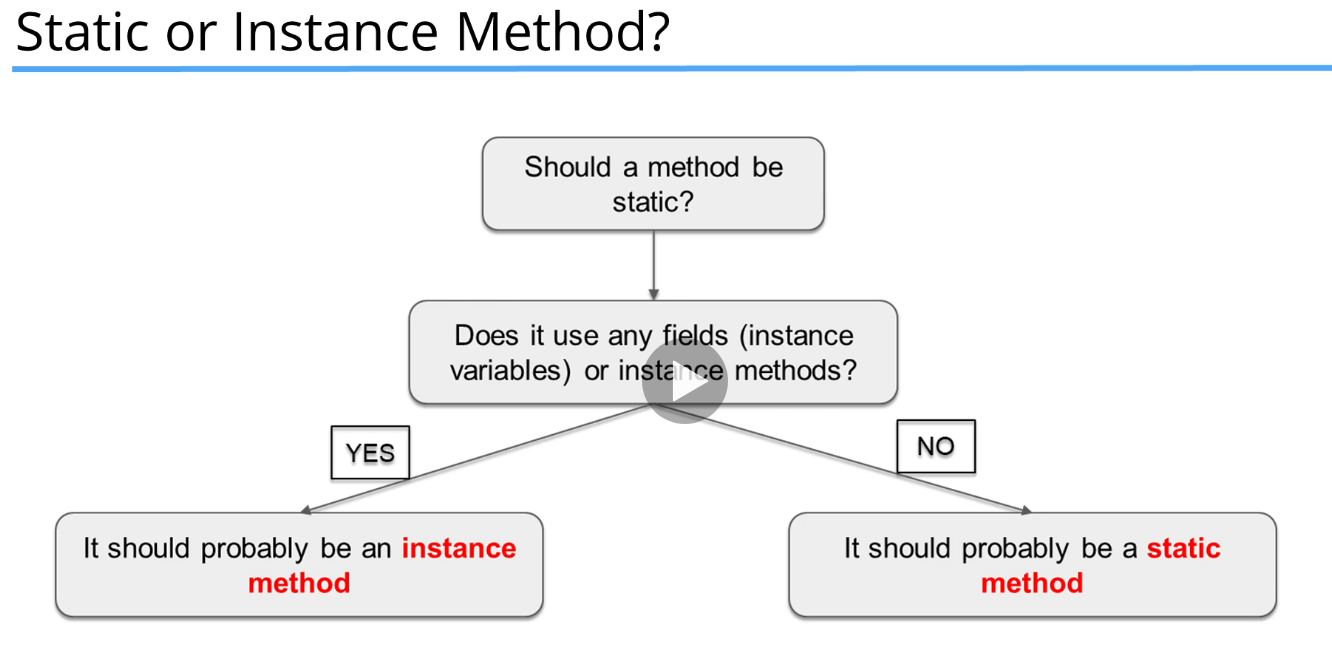 Static or Instance Method?
Should a method be
static?
Does it use any fields (instance
variables) or instance methods?
YES
NO
It should probably be an instance
method
It should probably be a static
method